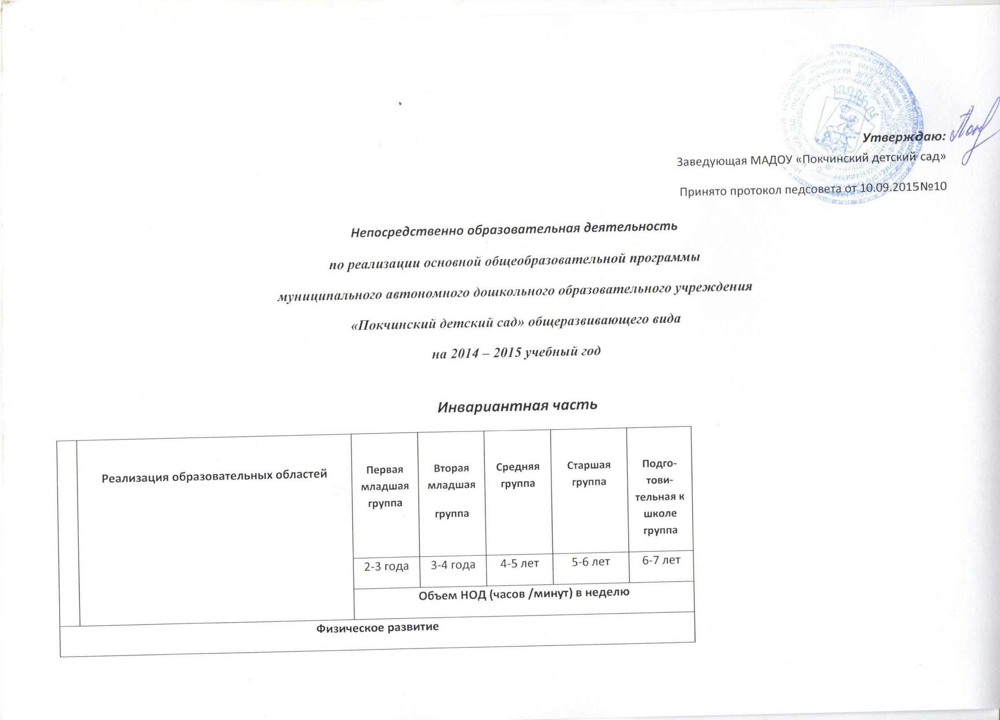 Утверждаю:
Заведующая МАДОУ «Покчинский детский сад»
Принято протокол педсовета от 10.09.2015№10
Непосредственно образовательная деятельность
по реализации основной общеобразовательной программы
муниципального автономного дошкольного образовательного учреждения
«Покчинский детский сад» общеразвивающего вида
на 2014 – 2015 учебный год
Инвариантная часть
Реализация образовательных областей
Первая
младшая
группа
Вторая
младшая
группа
Средняя
группа
Старшая
группа
Подго-
тови-
тельная к
школе
группа
2-3 года
3-4 года
4-5 лет
5-6 лет
6-7 лет
Объем НОД (часов /минут) в неделю
Физическое развитие